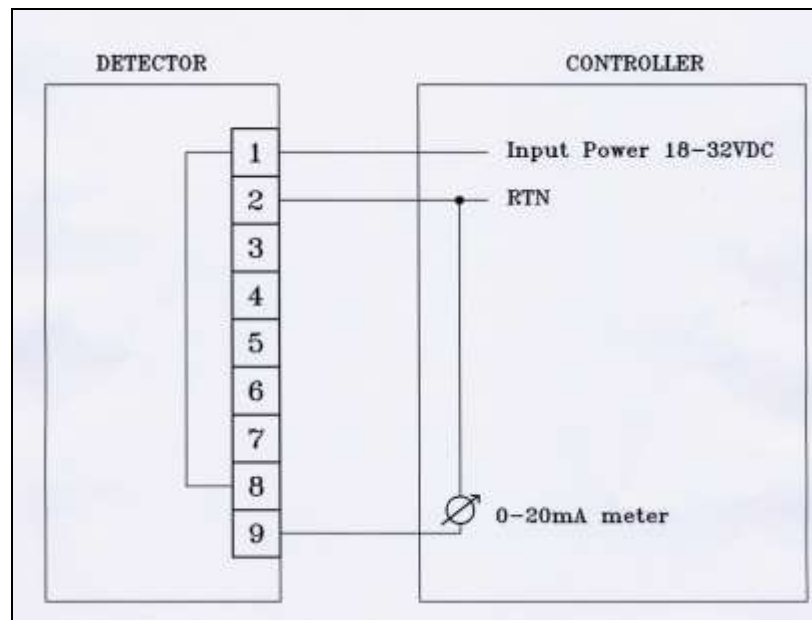 DETECTOR
CONTROLLER
1
Input Power 18-32VDC
2
RTN
3
4
5
6
7
8
9
0-20mA meter